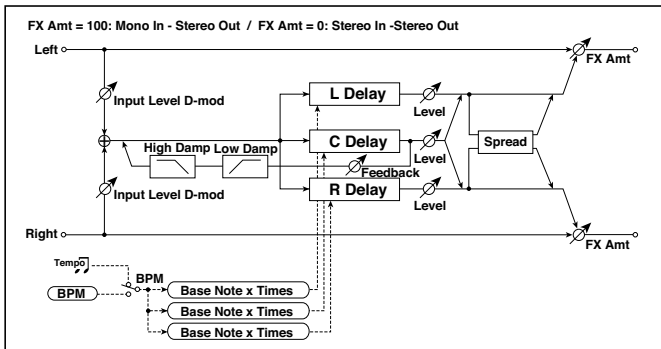 FX Amt = 100: Mono In - Stereo Out / FX Amt = 0: Stereo In -Stereo Out
Left
FX Amt
Input Level D-mod
L Delay
Level
High Damp
Low Damp
C Delay
Level
Spread
Feedback
Input Level D-mod
R Delay
Level
Right
FX Amt
Tempo
BPM
BPM
Base Note x Times
Base Note x Times
Base Note x Times